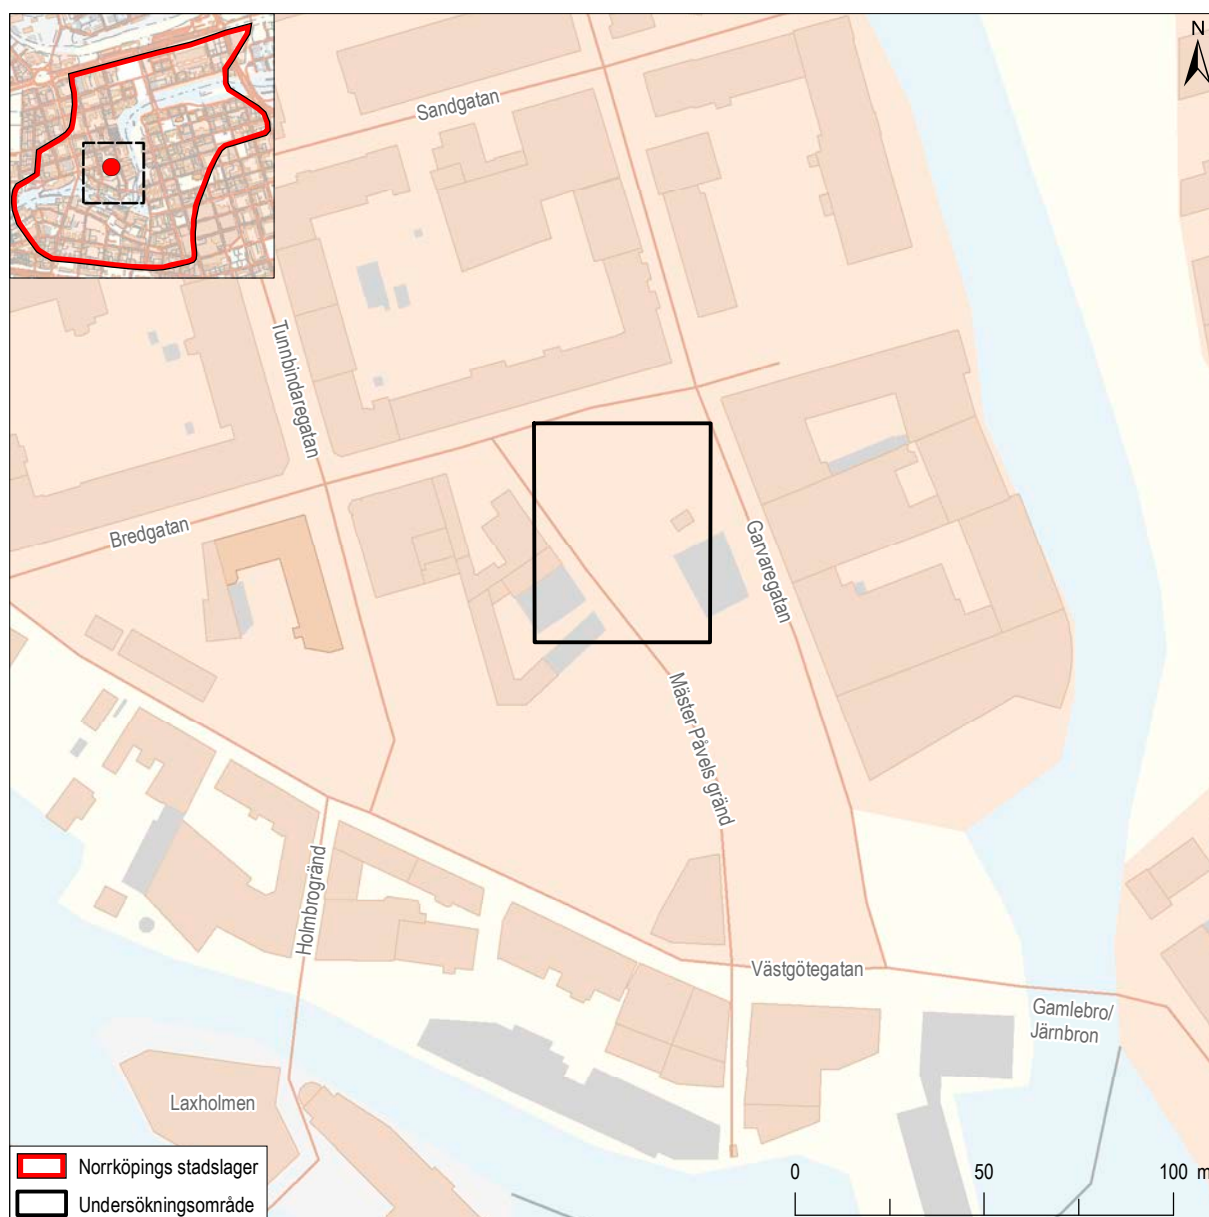 N
Sandgatan
Tunnbindaregatan
Bredgatan
Garvaregatan
Mäster Påvels gränd
Holmbrogränd
Västgötegatan
Gamlebro/
Järnbron
Laxholmen
Norrköpings stadslager
Undersökningsområde
0 50 100 m